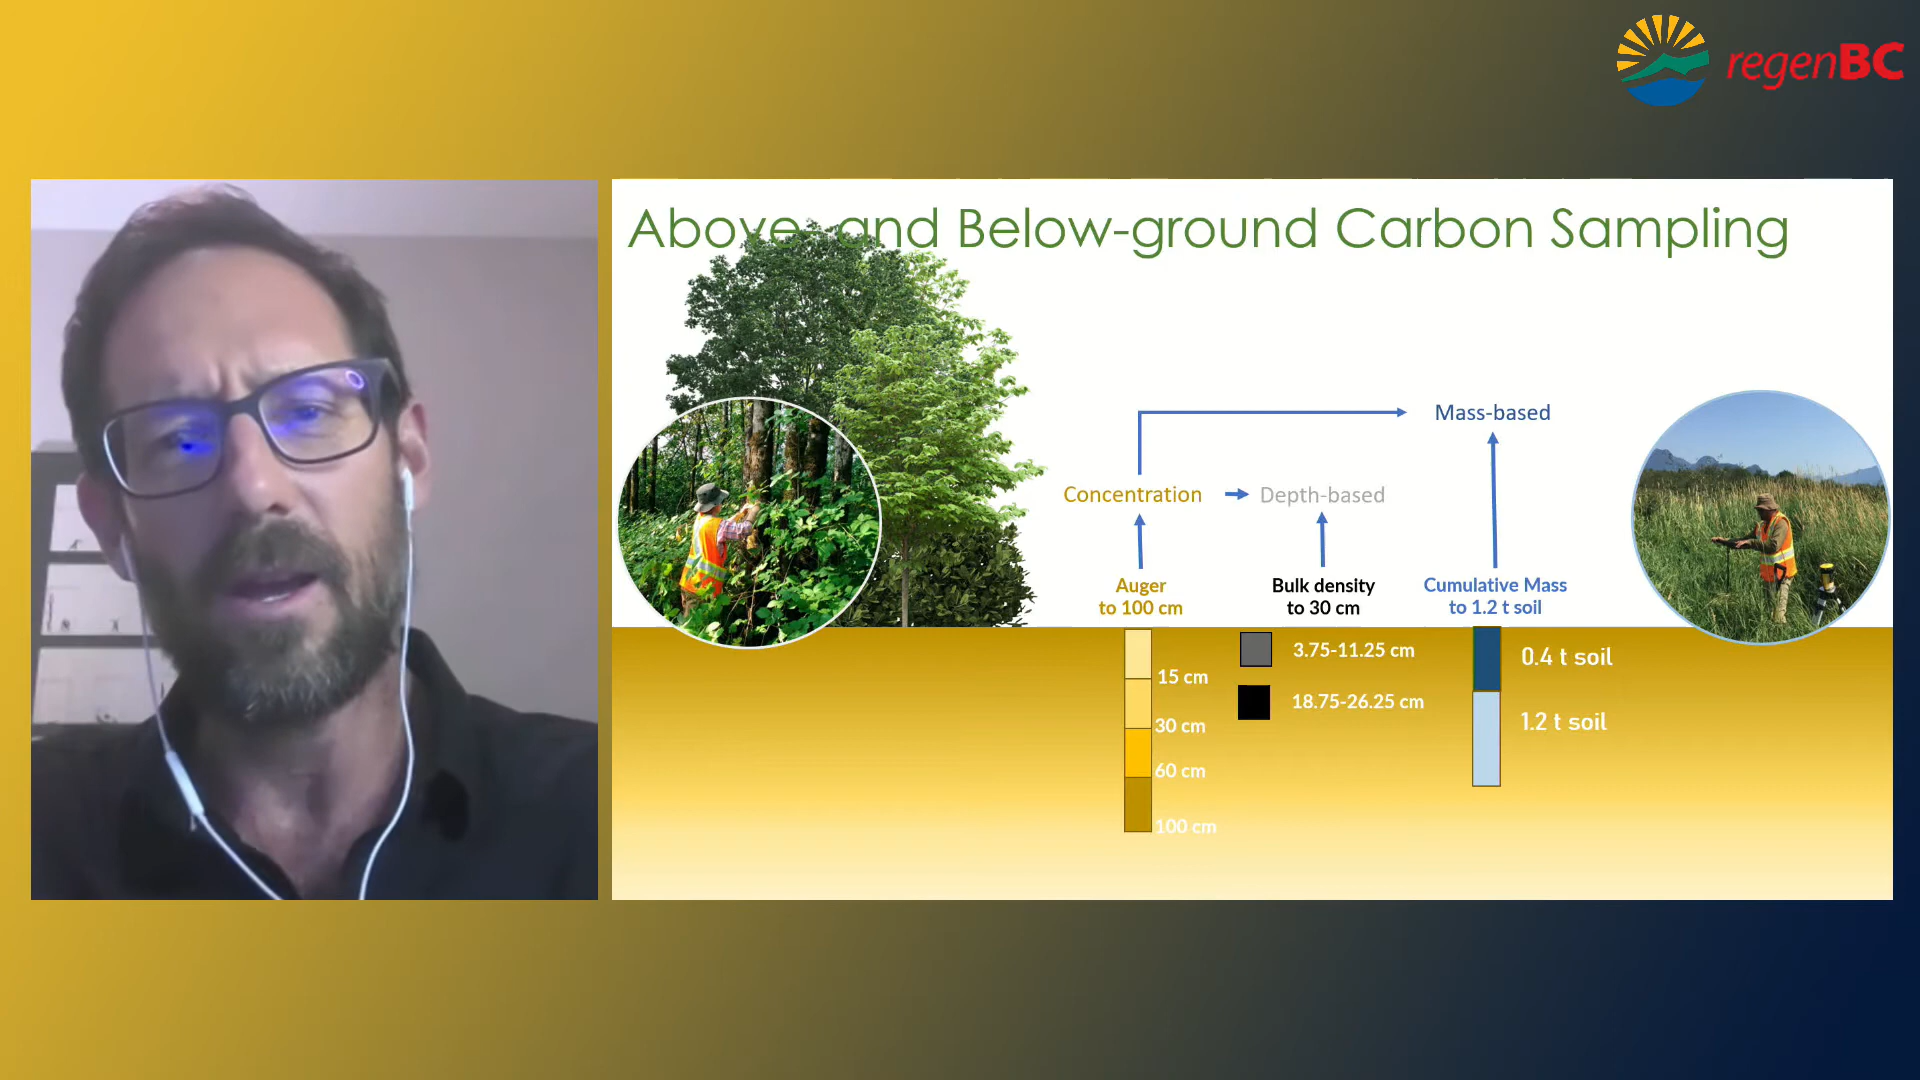 regenBC
Above- and Below-ground Carbon Sampling
Mass-based
Concentration
Depth-based
Auger
to 100 cm
Bulk density
to 30 cm
Cumulative Mass
to 1.2 t soil
15 cm
30 cm
60 cm
100 cm
3.75-11.25 cm
18.75-26.25 cm
0.4 t soil
1.2 t soil